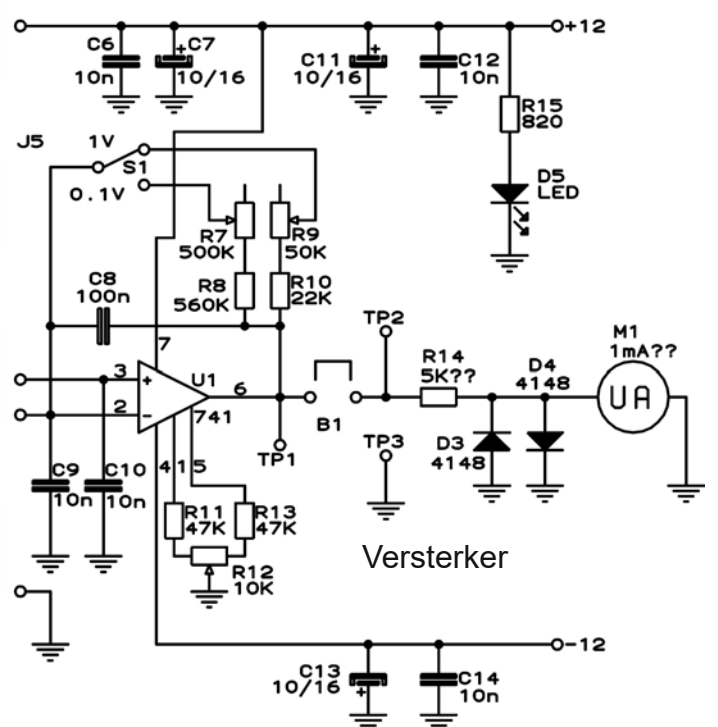 +12
C6
10n
C7
10/16
C11
10/16
C12
10n
R15
820
J5
1V
S1
0.1V
D5
LED
R7
500K
R9
50K
C8
100n
R8
560K
R10
22K
7
TP2
M1
1mA??
R14
5K??
D4
4148
3
+
U1
6
UA
2
-
741
B1
TP1
D3
4148
TP3
4
1
5
C9
10n
C10
10n
R11
47K
R13
47K
Versterker
R12
10K
-12
C13
10/16
C14
10n